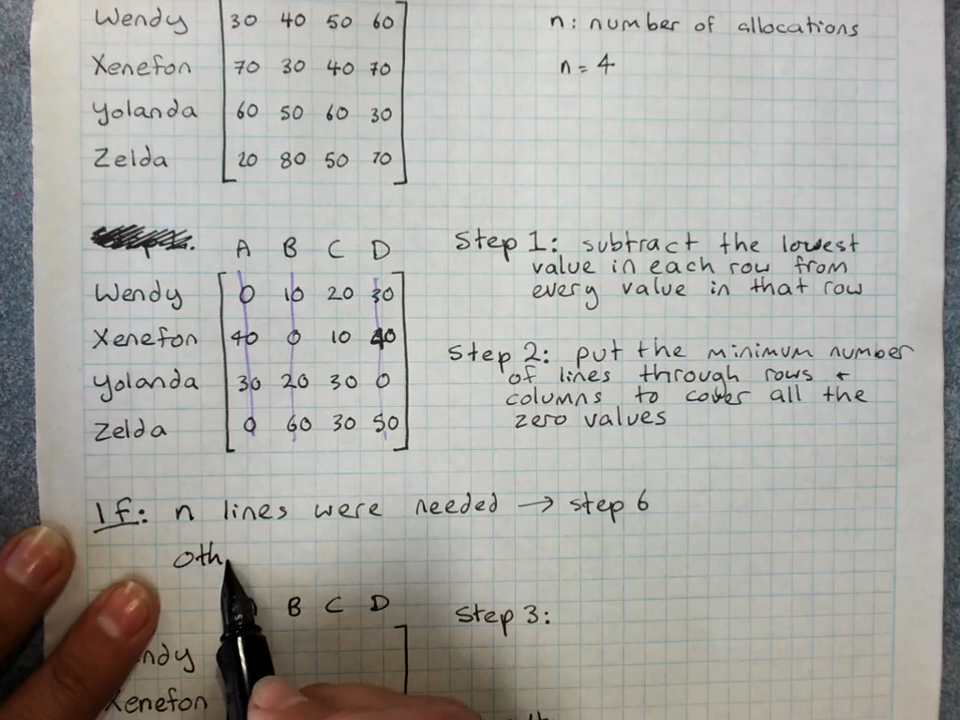 Wendy 30 40 50 60
n: number of allocations
Xenefon 70 30 40 70
n = 4
Yolanda 60 50 60 30
Zelda 20 80 50 70
A B C D
Step 1: subtract the lowest
value in each row from
every value in that row
Wendy 0 10 20 30
Xenefon 40 0 10 40
Yolanda 30 20 30 0
Zelda 0 60 30 50
Step 2: put the minimum number
of lines through rows +
columns to cover all the
zero values
If: n lines were needed → step 6
oth
B C D
Step 3:
ndy
Xenefon